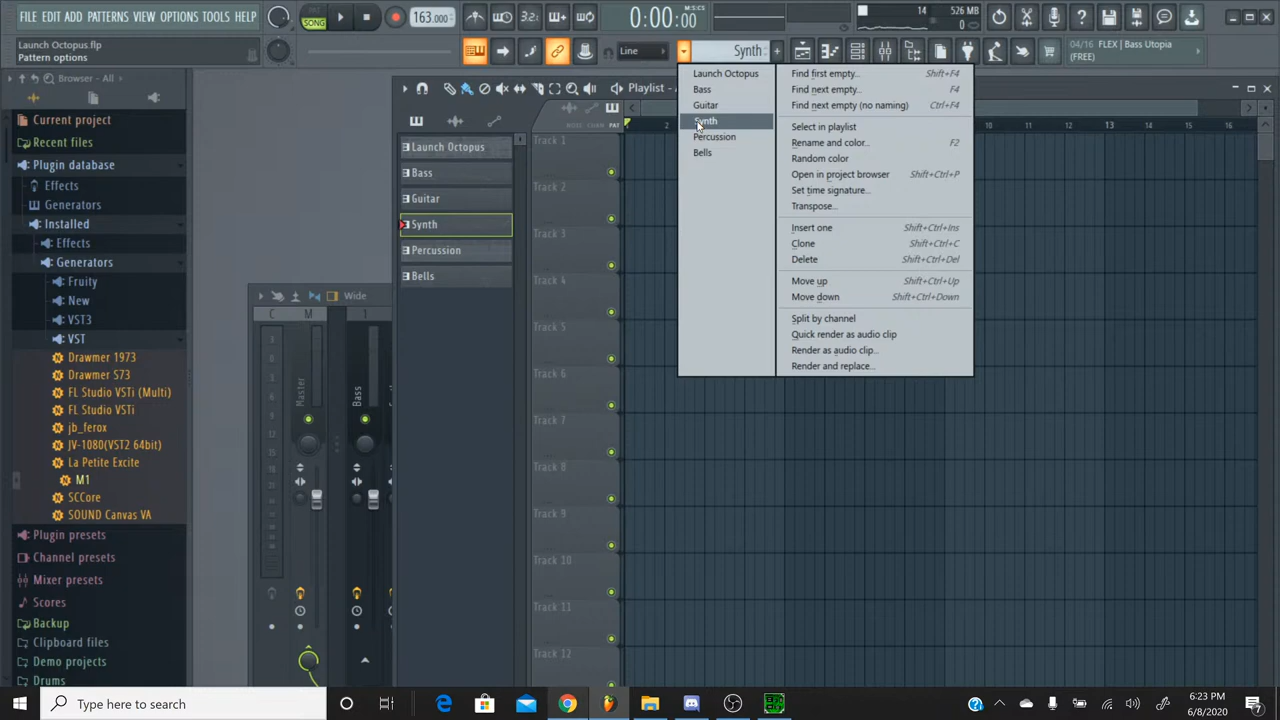 FILE EDIT ADD PATTERNS VIEW OPTIONS TOOLS HELP
SONG
163.000
3.2:
0:00:00
14
526 MB
0
Launch Octopus.flp
Pattern options
Line
Synth
04/16 FLEX | Bass Utopia
(FREE)
Browser - All
Current project
Recent files
Plugin database
Effects
Generators
Installed
Effects
Generators
Fruity
New
VST3
VST
Drawmer 1973
Drawmer S73
FL Studio VSTi (Multi)
FL Studio VSTi
jb_ferox
JV-1080(VST2 64bit)
La Petite Excite
M1
SCCore
SOUND Canvas VA
Plugin presets
Channel presets
Mixer presets
Scores
Backup
Clipboard files
Demo projects
Drums
Wide
C M 1
Master
Bass
Playlist -
PAT
Launch Octopus
Bass
Guitar
Synth
Percussion
Bells
Track 1
Track 2
Track 3
Track 4
Track 5
Track 6
Track 7
Track 8
Track 9
Track 10
Track 11
Track 12
2
10 11 12 13 14 15 16
Launch Octopus
Bass
Guitar
Synth
Percussion
Bells
Find first empty... Shift+F4
Find next empty... F4
Find next empty (no naming) Ctrl+F4
Select in playlist
Rename and color... F2
Random color
Open in project browser Shift+Ctrl+P
Set time signature...
Transpose...
Insert one Shift+Ctrl+Ins
Clone Shift+Ctrl+C
Delete Shift+Ctrl+Del
Move up Shift+Ctrl+Up
Move down Shift+Ctrl+Down
Split by channel
Quick render as audio clip
Render as audio clip...
Render and replace...
Type here to search
6:23 PM
6/8/2020
7